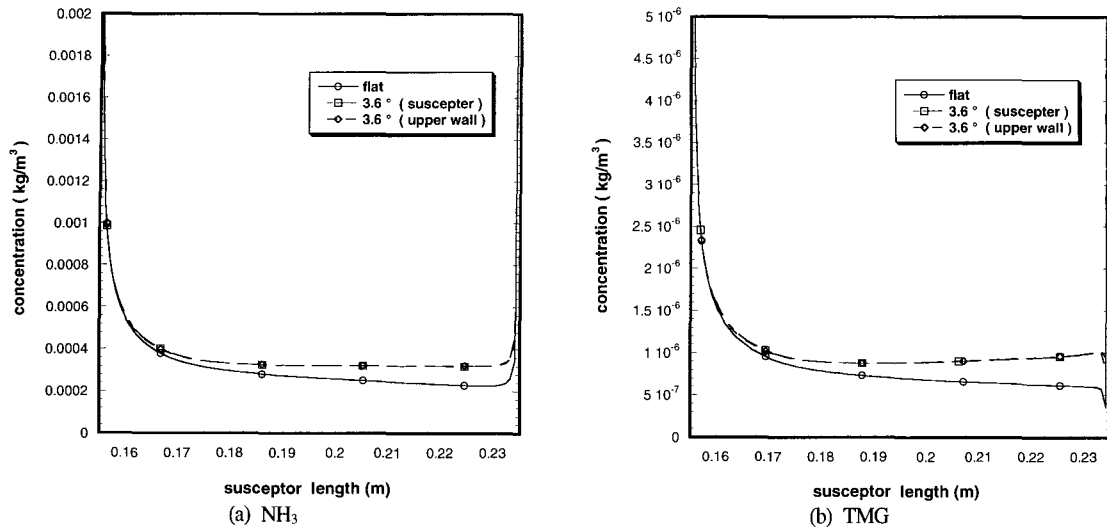 0.002
0.0018
0.0016
0.0014
0.0012
0.001
0.0008
0.0006
0.0004
0.0002
0
concentration ( kg/m³ )
flat
3.6 ° ( suscepter )
3.6 ° ( upper wall )
0.16 0.17 0.18 0.19 0.2 0.21 0.22 0.23
susceptor length (m)
(a) NH₃
5 10⁻⁶
4.5 10⁻⁶
4 10⁻⁶
3.5 10⁻⁶
3 10⁻⁶
2.5 10⁻⁶
2 10⁻⁶
1.5 10⁻⁶
1 10⁻⁶
5 10⁻⁷
0
concentration ( kg/m³ )
flat
3.6 ° ( suscepter )
3.6 ° ( upper wall )
0.16 0.17 0.18 0.19 0.2 0.21 0.22 0.23
susceptor length (m)
(b) TMG